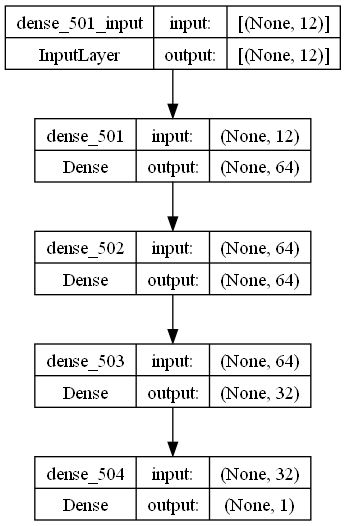 dense_501_input input: [(None, 12)]
InputLayer output: [(None, 12)]
dense_501 input: (None, 12)
Dense output: (None, 64)
dense_502 input: (None, 64)
Dense output: (None, 64)
dense_503 input: (None, 64)
Dense output: (None, 32)
dense_504 input: (None, 32)
Dense output: (None, 1)